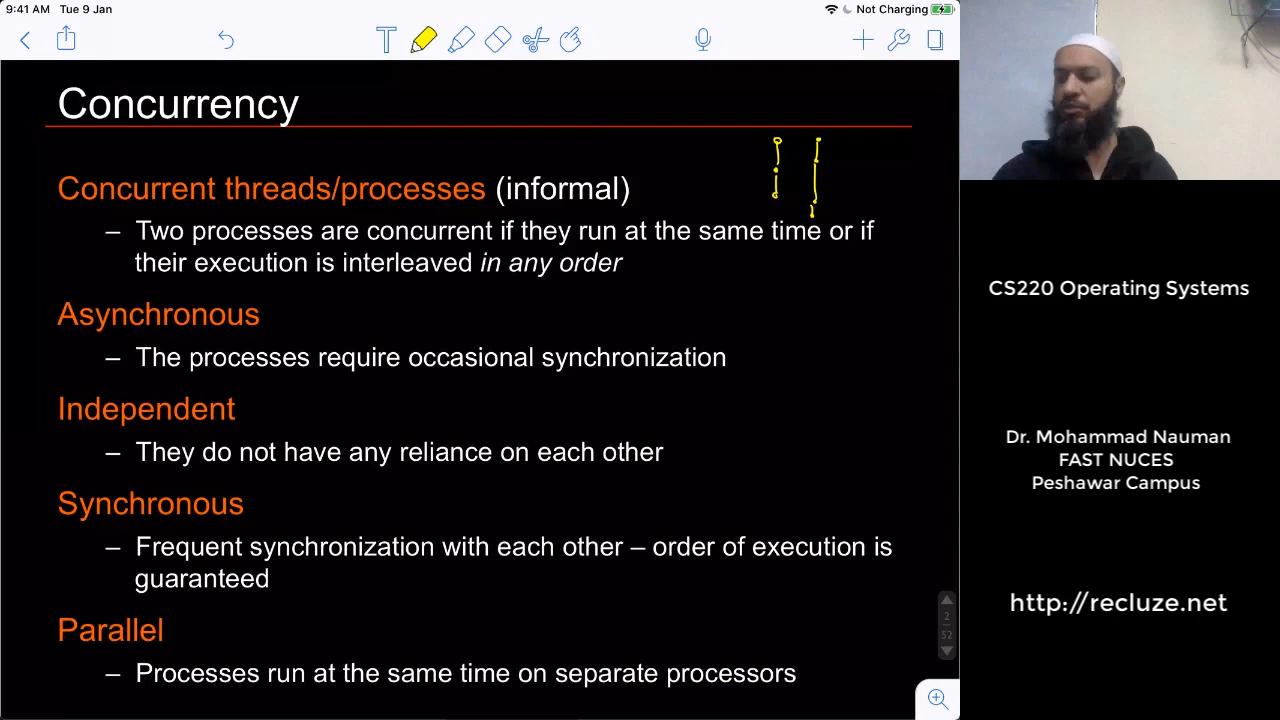 9:41 AM Tue 9 Jan
Not Charging
Concurrency
Concurrent threads/processes (informal)
– Two processes are concurrent if they run at the same time or if
their execution is interleaved in any order
Asynchronous
– The processes require occasional synchronization
Independent
– They do not have any reliance on each other
Synchronous
– Frequent synchronization with each other – order of execution is
guaranteed
Parallel
– Processes run at the same time on separate processors
2
52
CS220 Operating Systems
Dr. Mohammad Nauman
FAST NUCES
Peshawar Campus
http://recluze.net